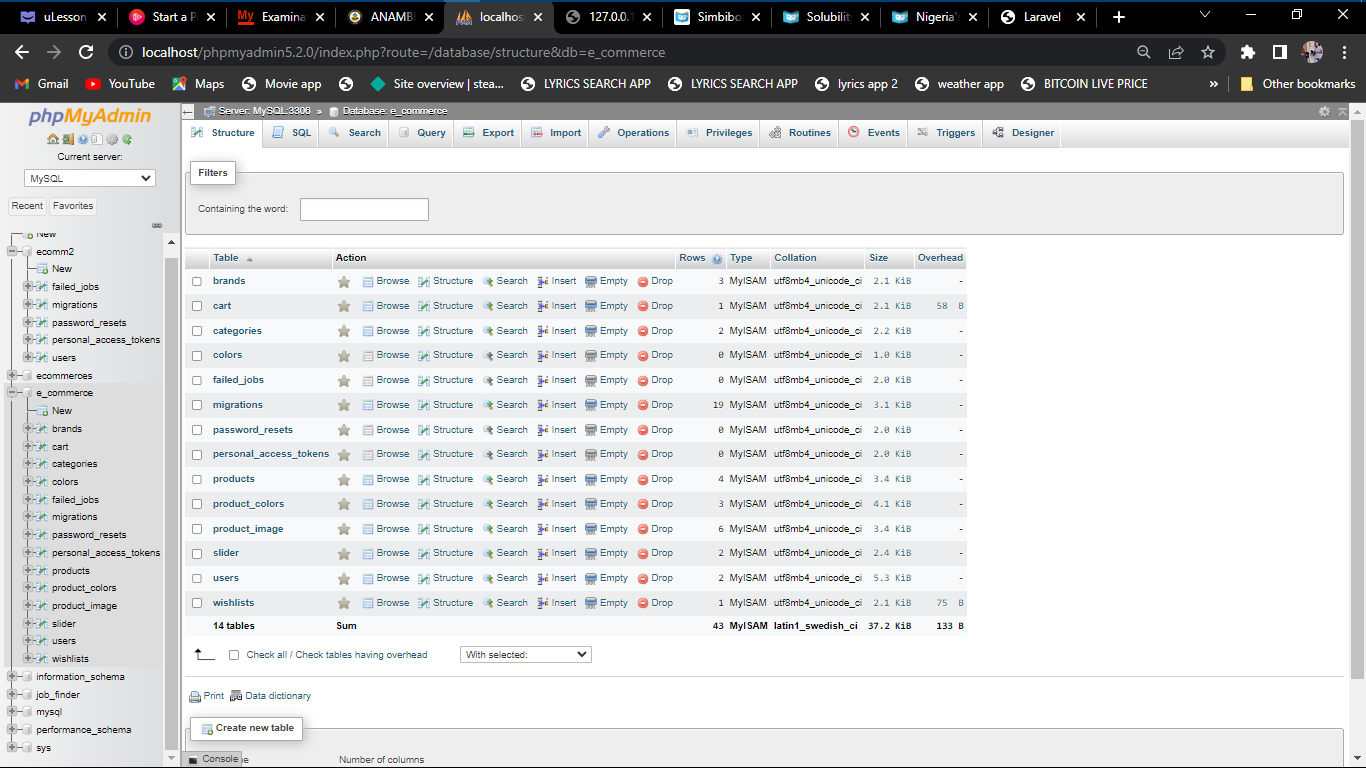 uLesson
Start a P
My Examina
ANAMB
localhos
127.0.0.1
Simbibo
Solubility
Nigeria's
Laravel
localhost/phpmyadmin5.2.0/index.php?route=/database/structure&db=e_commerce
Gmail YouTube Maps Movie app Site overview | stea... LYRICS SEARCH APP LYRICS SEARCH APP lyrics app 2 weather app BITCOIN LIVE PRICE » Other bookmarks
phpMyAdmin
Current server:
MySQL
Recent Favorites
New
ecomm2
New
failed_jobs
migrations
password_resets
personal_access_tokens
users
ecommerces
e_commerce
New
brands
cart
categories
colors
failed_jobs
migrations
password_resets
personal_access_tokens
products
product_colors
product_image
slider
users
wishlists
information_schema
job_finder
mysql
performance_schema
sys
Server: MySQL:3306 » Database: e_commerce
Structure SQL Search Query Export Import Operations Privileges Routines Events Triggers Designer
Filters
Containing the word:
Table Action Rows Type Collation Size Overhead
brands Browse Structure Search Insert Empty Drop 3 MyISAM utf8mb4_unicode_ci 2.1 KiB -
cart Browse Structure Search Insert Empty Drop 1 MyISAM utf8mb4_unicode_ci 2.1 KiB 58 B
categories Browse Structure Search Insert Empty Drop 2 MyISAM utf8mb4_unicode_ci 2.2 KiB -
colors Browse Structure Search Insert Empty Drop 0 MyISAM utf8mb4_unicode_ci 1.0 KiB -
failed_jobs Browse Structure Search Insert Empty Drop 0 MyISAM utf8mb4_unicode_ci 2.0 KiB -
migrations Browse Structure Search Insert Empty Drop 19 MyISAM utf8mb4_unicode_ci 3.1 KiB -
password_resets Browse Structure Search Insert Empty Drop 0 MyISAM utf8mb4_unicode_ci 2.0 KiB -
personal_access_tokens Browse Structure Search Insert Empty Drop 0 MyISAM utf8mb4_unicode_ci 2.0 KiB -
products Browse Structure Search Insert Empty Drop 4 MyISAM utf8mb4_unicode_ci 3.4 KiB -
product_colors Browse Structure Search Insert Empty Drop 3 MyISAM utf8mb4_unicode_ci 4.1 KiB -
product_image Browse Structure Search Insert Empty Drop 6 MyISAM utf8mb4_unicode_ci 3.4 KiB -
slider Browse Structure Search Insert Empty Drop 2 MyISAM utf8mb4_unicode_ci 2.4 KiB -
users Browse Structure Search Insert Empty Drop 2 MyISAM utf8mb4_unicode_ci 5.3 KiB -
wishlists Browse Structure Search Insert Empty Drop 1 MyISAM utf8mb4_unicode_ci 2.1 KiB 75 B
14 tables Sum 43 MyISAM latin1_swedish_ci 37.2 KiB 133 B
Check all / Check tables having overhead With selected:
Print Data dictionary
Create new table
Console
Number of columns